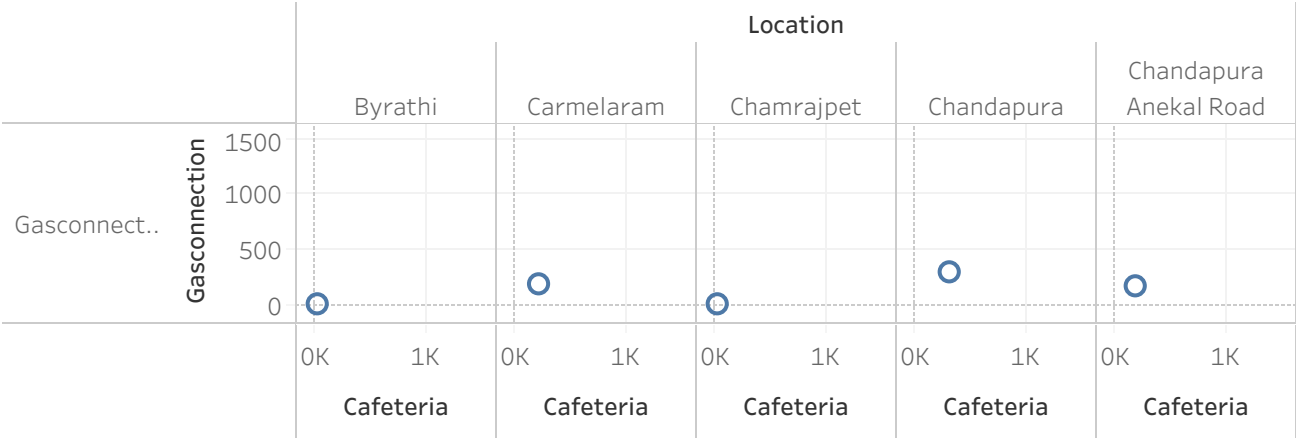 Location
Byrathi
Carmelaram
Chamrajpet
Chandapura
Chandapura
Anekal Road
Gasconnect..
Gasconnection
1500
1000
500
0
0K 1K 0K 1K 0K 1K 0K 1K 0K 1K
Cafeteria Cafeteria Cafeteria Cafeteria Cafeteria